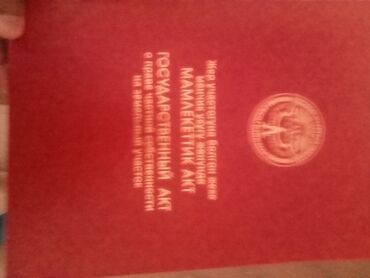 Жер участогуна болгон жеке
менчик укугу жөнүндө
МАМЛЕКЕТТИК АКТ
ГОСУДАРСТВЕННЫЙ АКТ
о праве частной собственности
на земельный участок